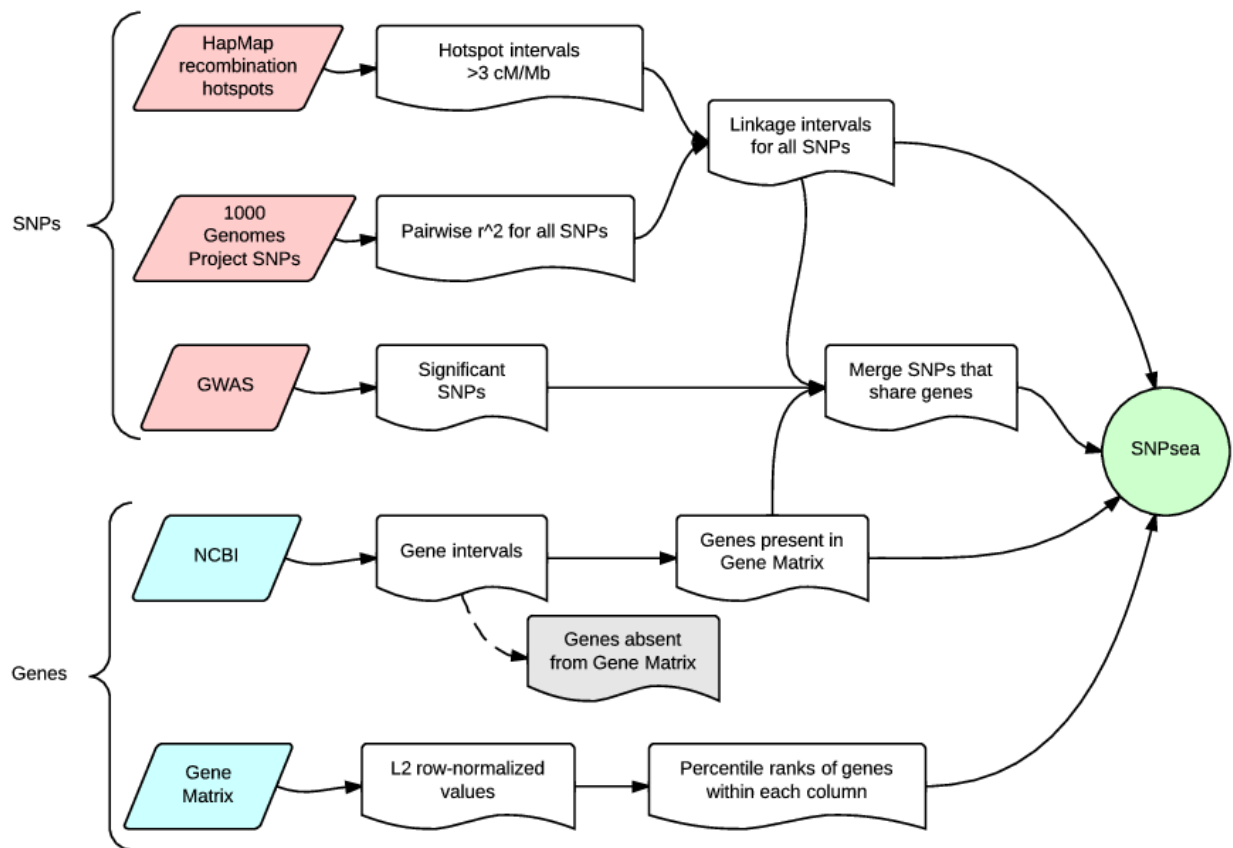 HapMap
recombination
hotspots
Hotspot intervals
>3 cM/Mb
Linkage intervals
for all SNPs
SNPs
1000
Genomes
Project SNPs
Pairwise r^2 for all SNPs
GWAS
Significant
SNPs
Merge SNPs that
share genes
SNPsea
NCBI
Gene intervals
Genes present in
Gene Matrix
Genes absent
from Gene Matrix
Genes
Gene
Matrix
L2 row-normalized
values
Percentile ranks of genes
within each column